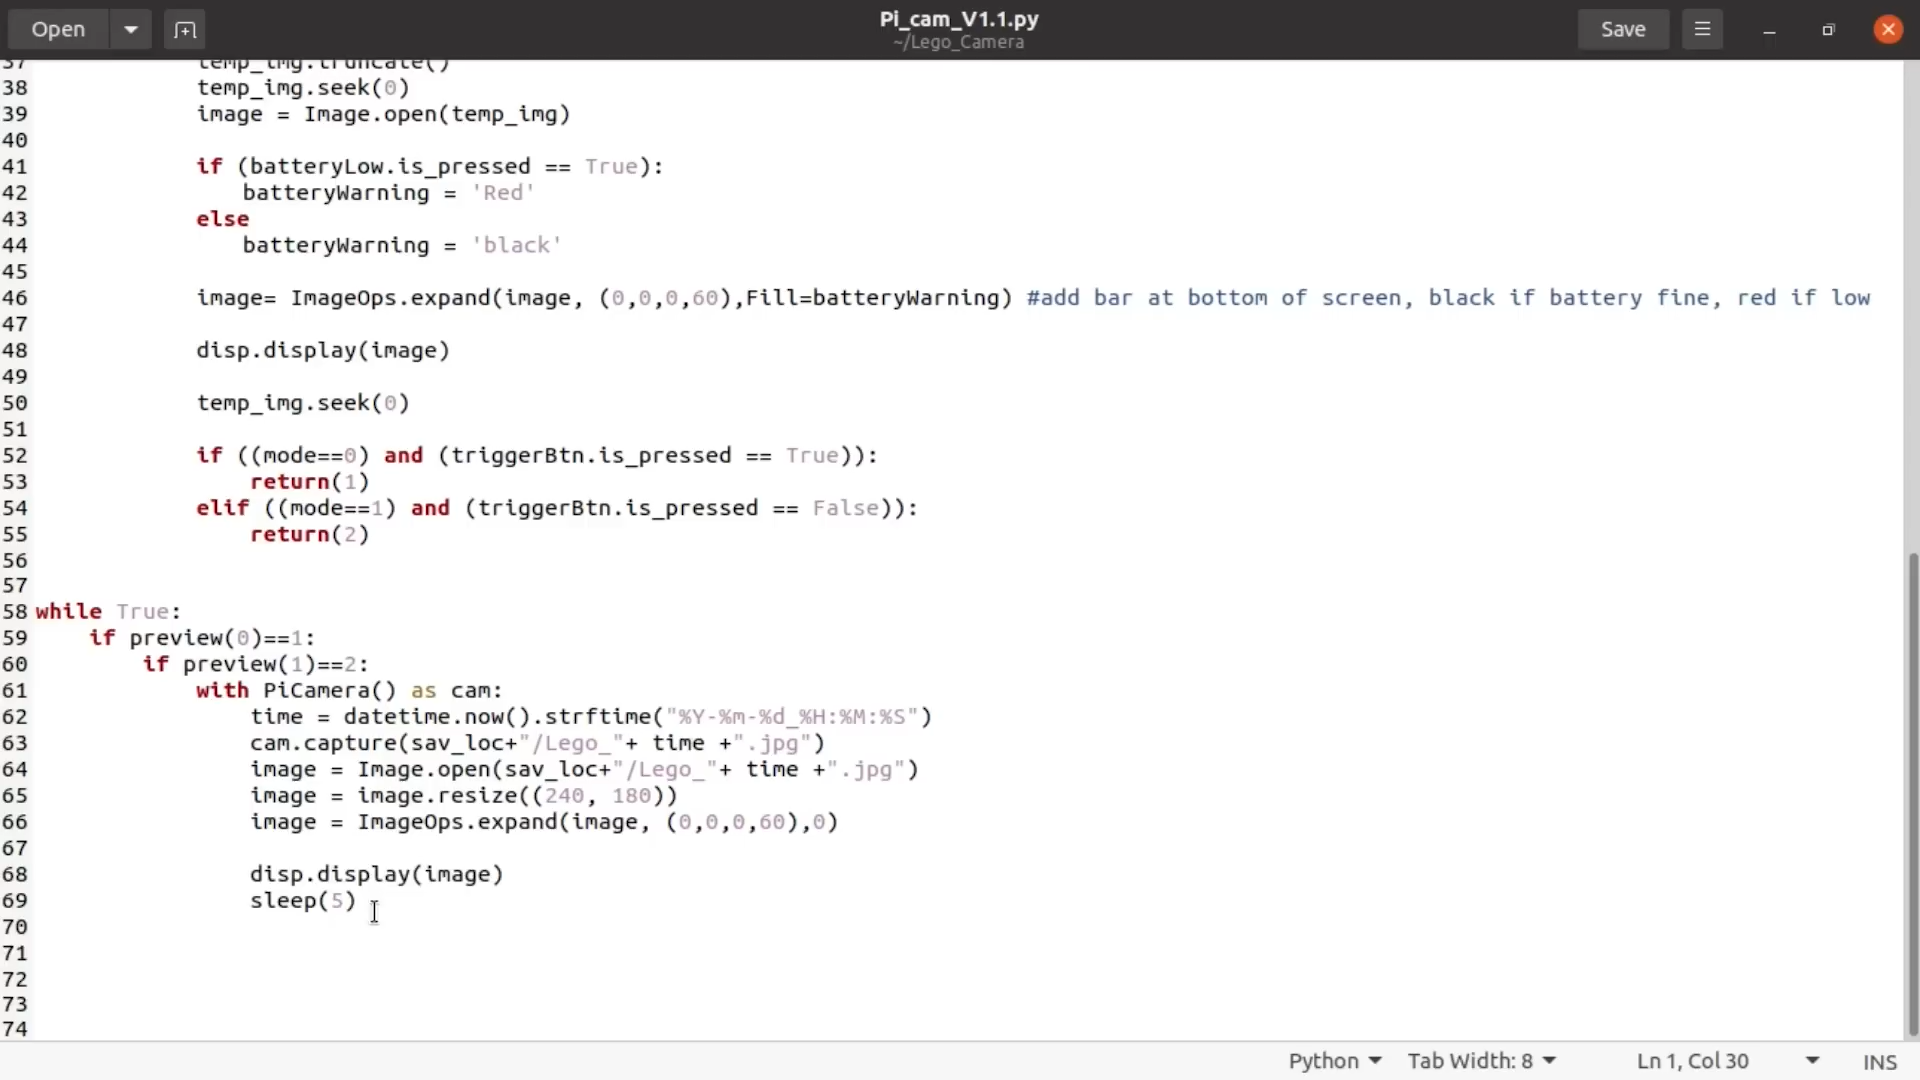 Open
Pi_cam_V1.1.py
~/Lego_Camera
Save
37 temp_img.truncate()
38 temp_img.seek(0)
39 image = Image.open(temp_img)
40
41 if (batteryLow.is_pressed == True):
42 batteryWarning = 'Red'
43 else
44 batteryWarning = 'black'
45
46 image= ImageOps.expand(image, (0,0,0,60),Fill=batteryWarning) #add bar at bottom of screen, black if battery fine, red if low
47
48 disp.display(image)
49
50 temp_img.seek(0)
51
52 if ((mode==0) and (triggerBtn.is_pressed == True)):
53 return(1)
54 elif ((mode==1) and (triggerBtn.is_pressed == False)):
55 return(2)
56
57
58 while True:
59 if preview(0)==1:
60 if preview(1)==2:
61 with PiCamera() as cam:
62 time = datetime.now().strftime("%Y-%m-%d_%H:%M:%S")
63 cam.capture(sav_loc+"/Lego_"+ time +".jpg")
64 image = Image.open(sav_loc+"/Lego_"+ time +".jpg")
65 image = image.resize((240, 180))
66 image = ImageOps.expand(image, (0,0,0,60),0)
67
68 disp.display(image)
69 sleep(5)
70
71
72
73
74
Python Tab Width: 8 Ln 1, Col 30 INS